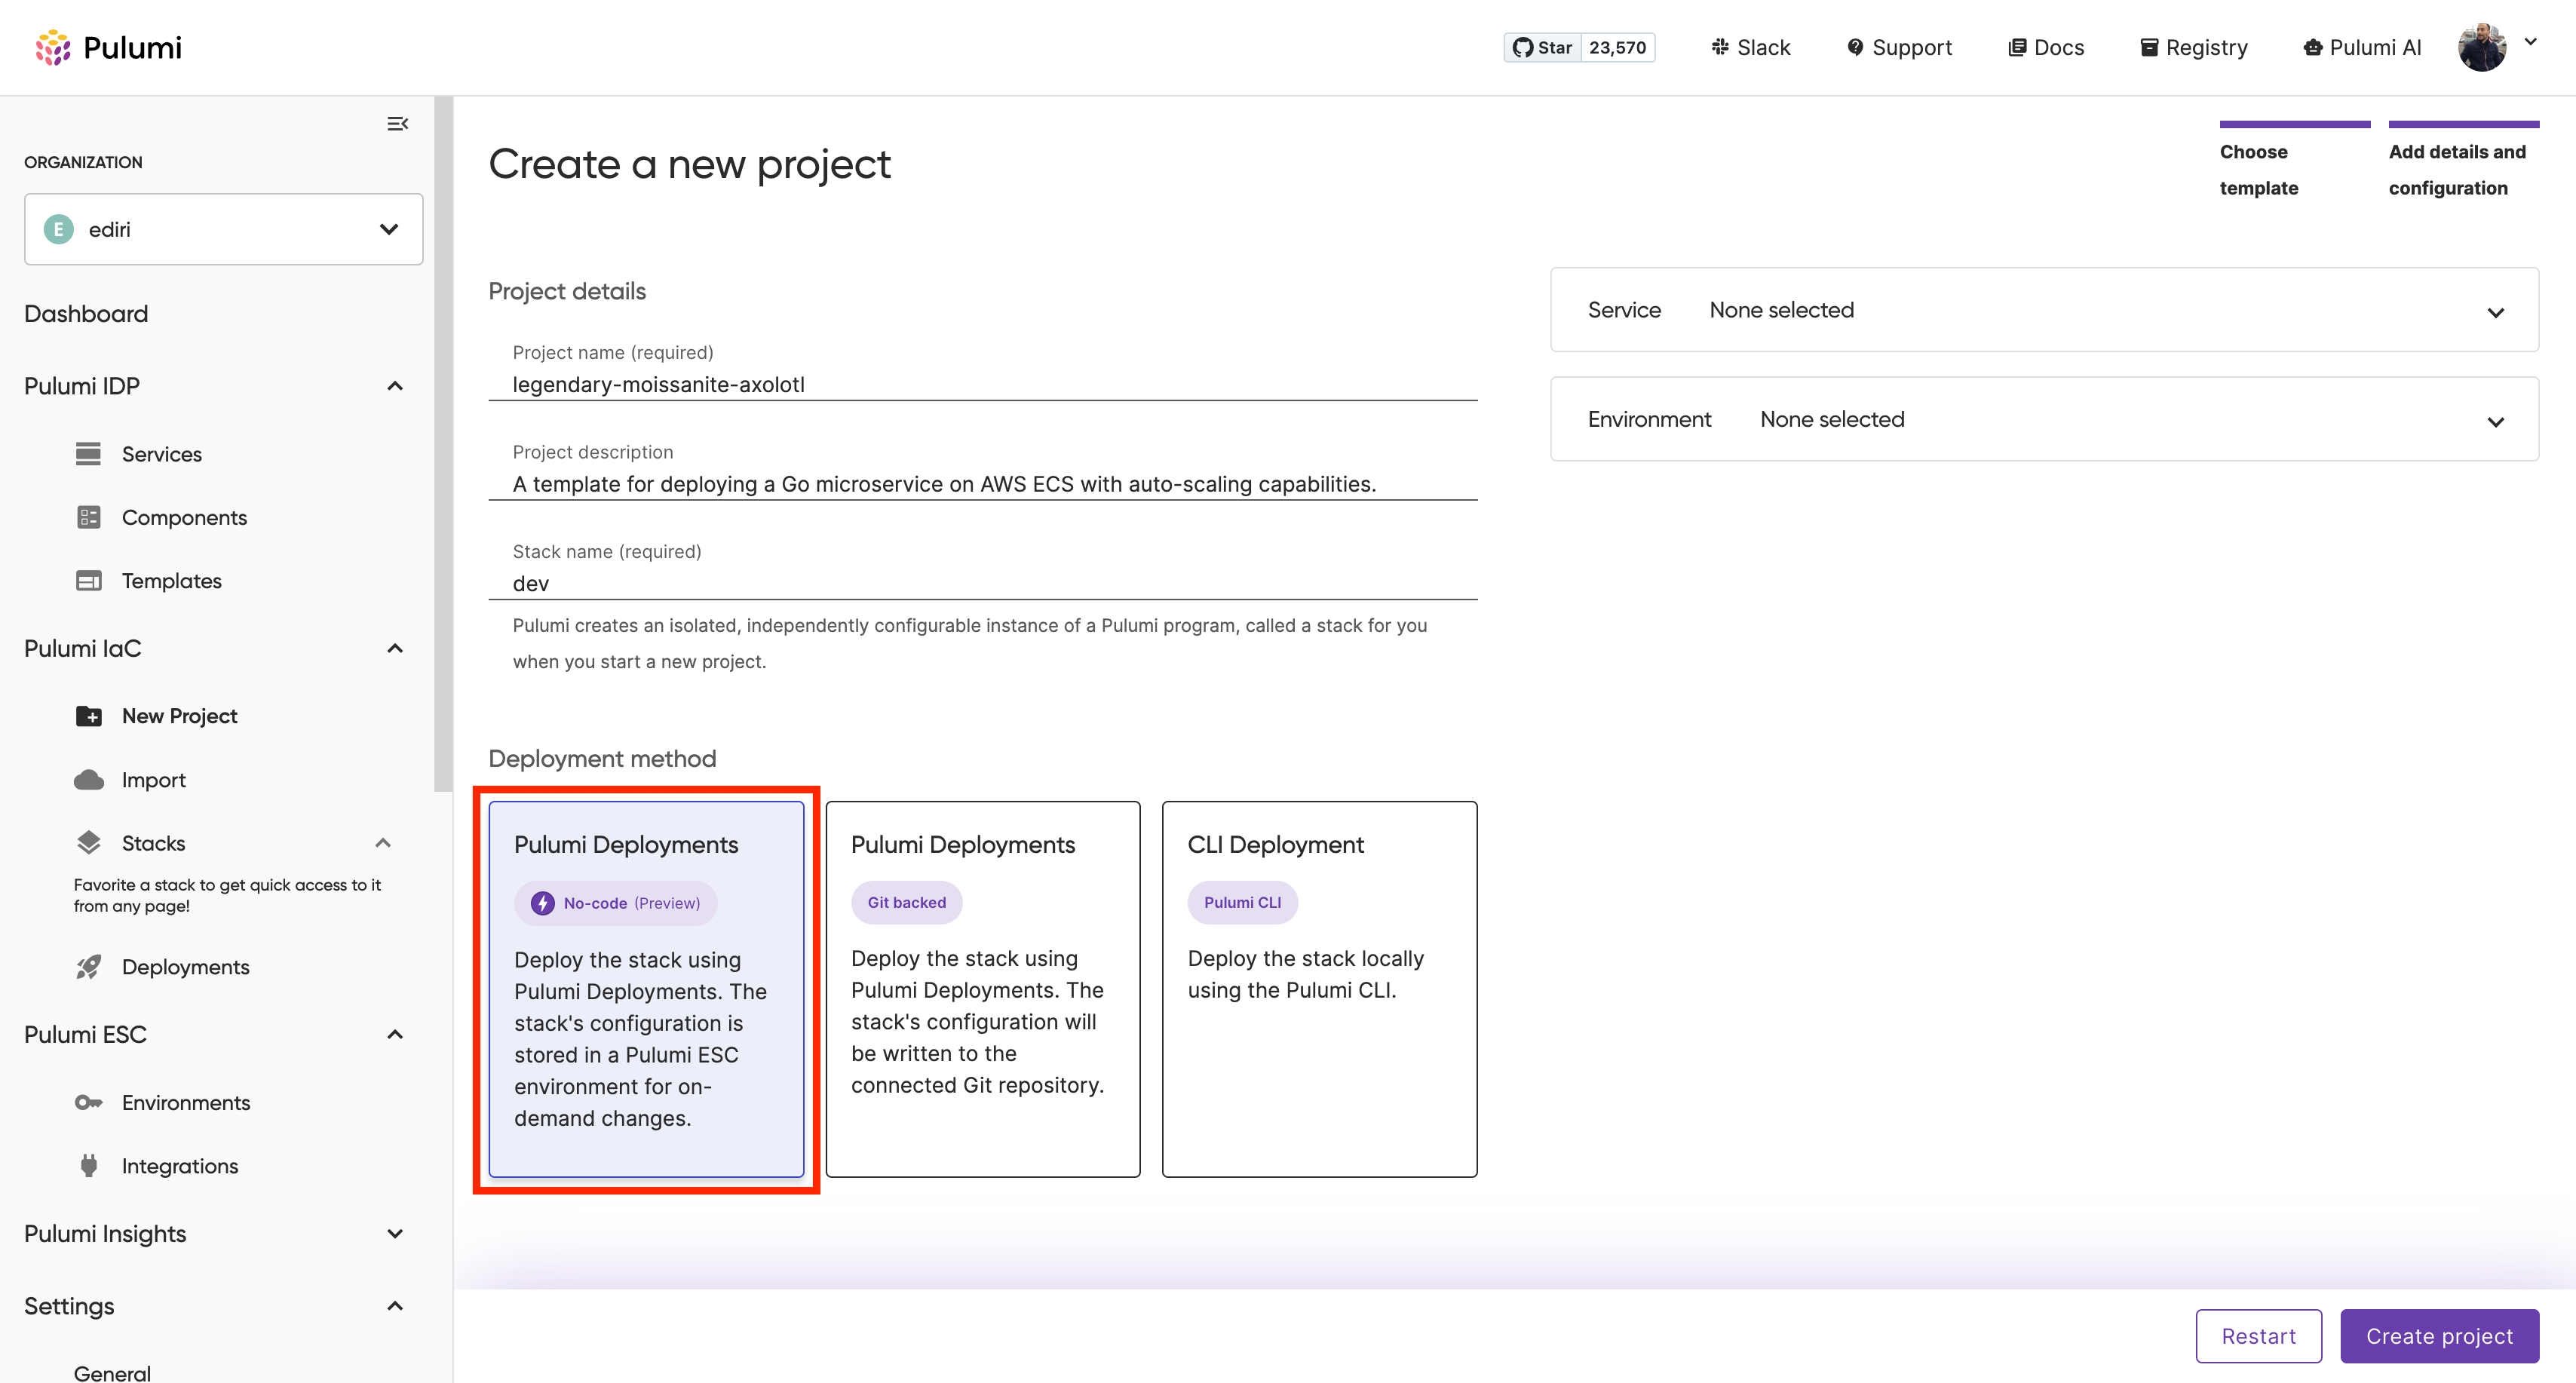 Pulumi
Star 23,570
Slack
Support
Docs
Registry
Pulumi AI
ORGANIZATION
E ediri
Dashboard
Pulumi IDP
Services
Components
Templates
Pulumi IaC
New Project
Import
Stacks
Favorite a stack to get quick access to it
from any page!
Deployments
Pulumi ESC
Environments
Integrations
Pulumi Insights
Settings
General
Create a new project
Choose
template
Add details and
configuration
Project details
Project name (required)
legendary-moissanite-axolotl
Project description
A template for deploying a Go microservice on AWS ECS with auto-scaling capabilities.
Stack name (required)
dev
Pulumi creates an isolated, independently configurable instance of a Pulumi program, called a stack for you
when you start a new project.
Service None selected
Environment None selected
Deployment method
Pulumi Deployments
No-code (Preview)
Deploy the stack using
Pulumi Deployments. The
stack's configuration is
stored in a Pulumi ESC
environment for on-
demand changes.
Pulumi Deployments
Git backed
Deploy the stack using
Pulumi Deployments. The
stack's configuration will
be written to the
connected Git repository.
CLI Deployment
Pulumi CLI
Deploy the stack locally
using the Pulumi CLI.
Restart
Create project